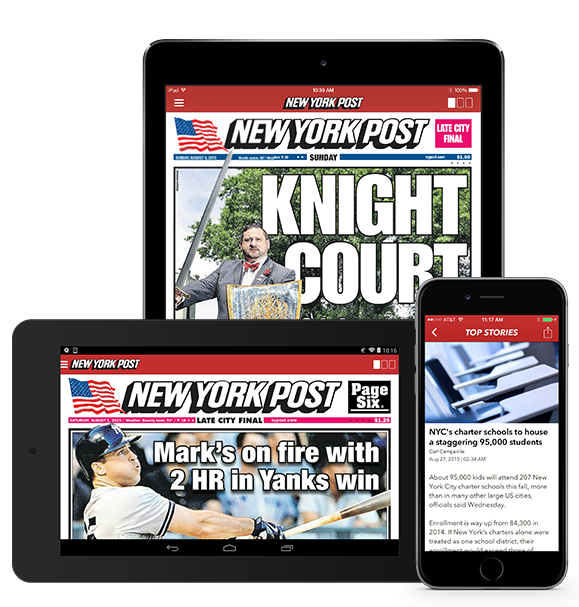 iPad
10:30 AM
100%
NEW YORK POST
NEW YORK POST
LATE CITY
FINAL
SUNDAY, AUGUST
SUNDAY
nypost.com
$1.50
KNIGHT
COURT
10:16
NEW YORK POST
NEW YORK POST
Page
Six
SATURDAY, AUGUST
LATE CITY FINAL
nypost.com
$1.25
Mark's on fire with
2 HR in Yanks win
AT&T
11:17 AM
TOP STORIES
NYC's charter schools to house
a staggering 95,000 students
Carl Campanile
Aug 27, 2015 | 02:34 AM
About 95,000 kids will attend 207 New
York City charter schools this fall, more
than in many other large US cities,
officials said Wednesday.
Enrollment is way up from 84,300 in
2014. If New York's charters alone were
treated as one school district, their
enrollment would exceed those of